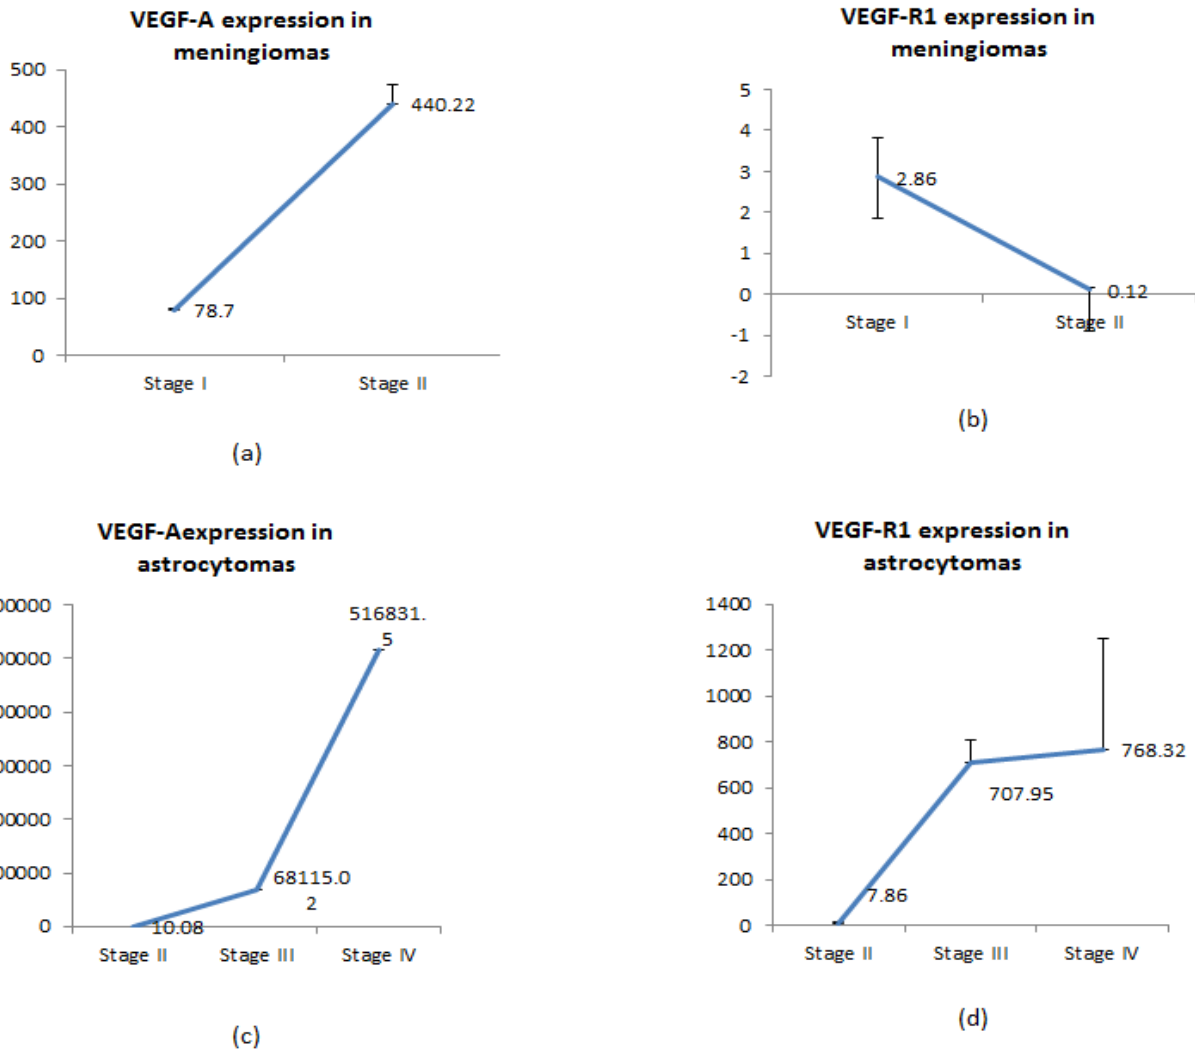 VEGF-A expression in
meningiomas
500
400
300
200
100
0
440.22
78.7
Stage I
Stage II
(a)
VEGF-R1 expression in
meningiomas
5
4
3
2
1
0
-1
-2
2.86
0.12
Stage I
Stage II
(b)
VEGF-Aexpression in
astrocytomas
00000
00000
00000
00000
00000
00000
0
516831.
5
68115.0
2
10.08
Stage II
Stage III
Stage IV
(c)
VEGF-R1 expression in
astrocytomas
1400
1200
1000
800
600
400
200
0
768.32
707.95
7.86
Stage II
Stage III
Stage IV
(d)